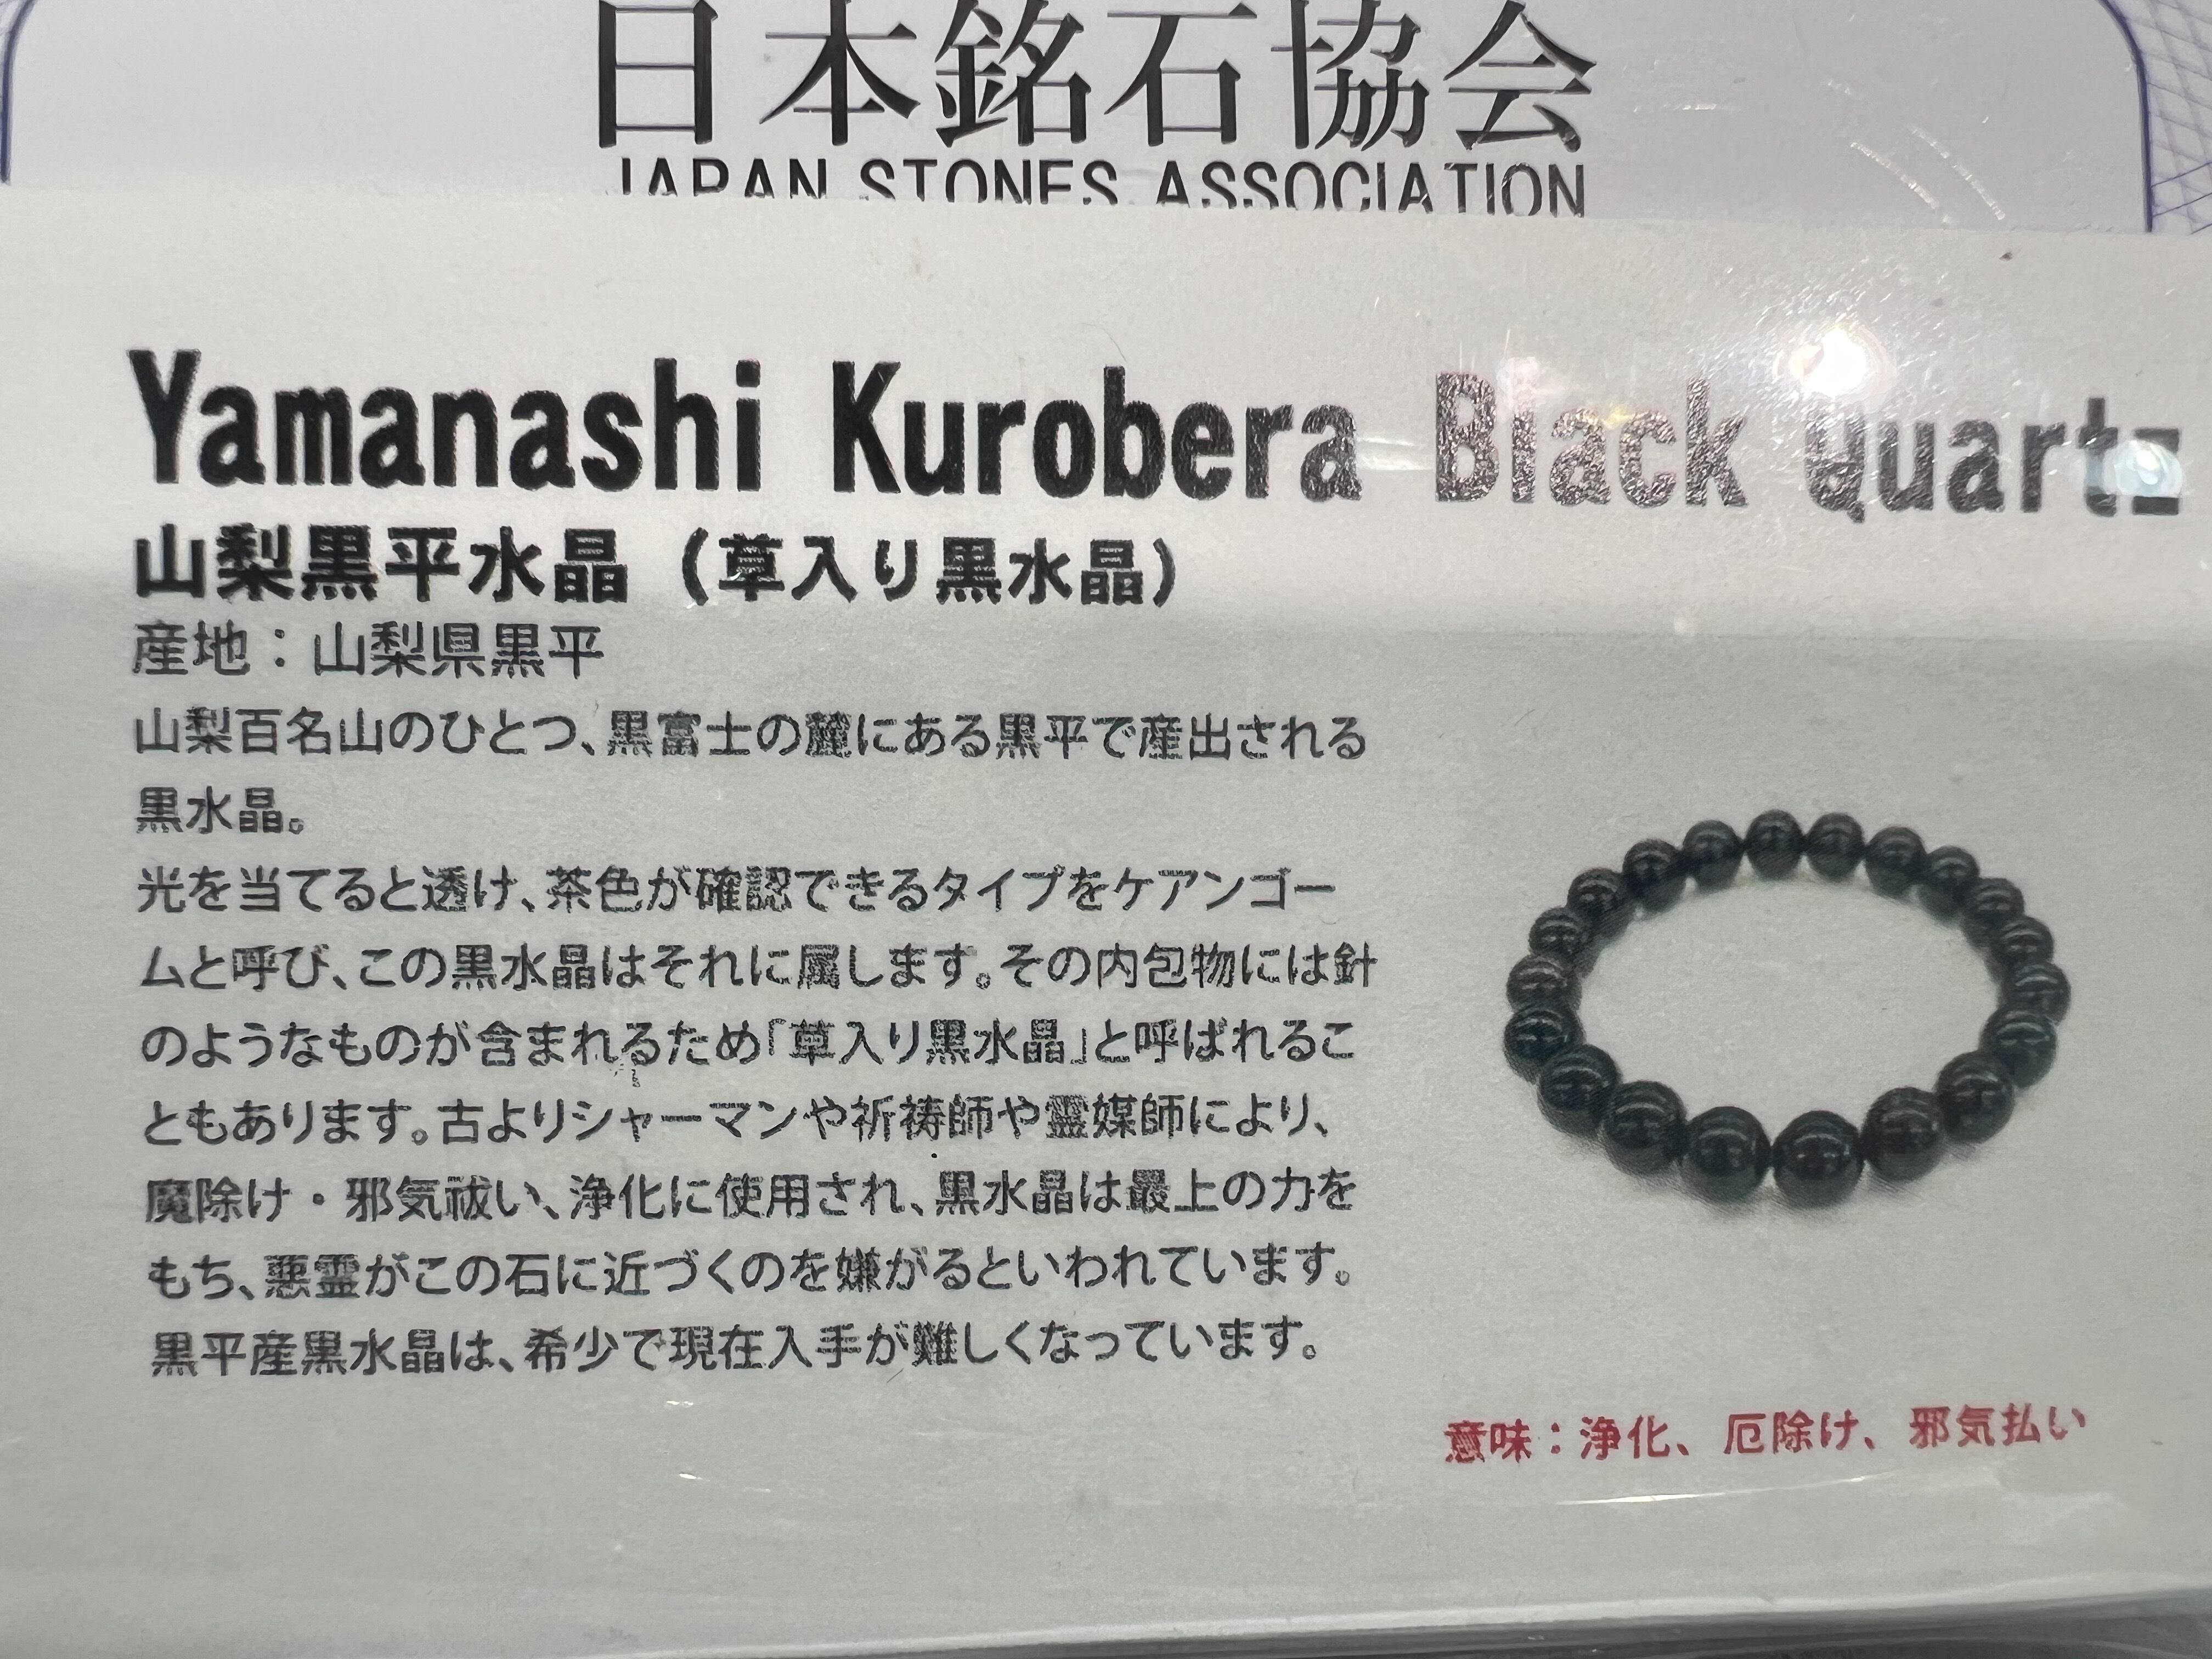 日本銘石協会
JAPAN STONES ASSOCIATION
Yamanashi Kurobera Black Quartz
山梨黒平水晶（草入り黒水晶）
産地：山梨県黒平
山梨百名山のひとつ、黒富士の麓にある黒平で産出される
黒水晶。
光を当てると透け、茶色が確認できるタイプをケアンゴー
ムと呼び、この黒水晶はそれに属します。その内包物には針
のようなものが含まれるため「草入り黒水晶」と呼ばれるこ
ともあります。古よりシャーマンや祈祷師や霊媒師により、
魔除け・邪気祓い、浄化に使用され、黒水晶は最上の力を
もち、悪霊がこの石に近づくのを嫌がるといわれています。
黒平産黒水晶は、希少で現在入手が難しくなっています。
意味：浄化、厄除け、邪気払い